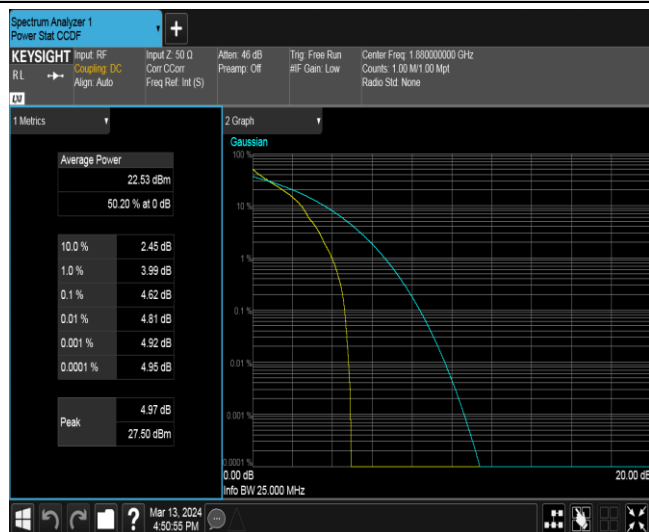 Spectrum Analyzer 1
Power Stat CCDF
+
KEYSIGHT
RL
Input: RF
Coupling: DC
Align: Auto
Input Z: 50 Ω
Corr CCorr
Freq Ref: Int (S)
Atten: 46 dB
Preamp: Off
Trig: Free Run
#IF Gain: Low
Center Freq: 1.880000000 GHz
Counts: 1.00 M/1.00 Mpt
Radio Std: None
LXI
1 Metrics
Average Power
22.53 dBm
50.20 % at 0 dB
10.0 % 2.45 dB
1.0 % 3.99 dB
0.1 % 4.62 dB
0.01 % 4.81 dB
0.001 % 4.92 dB
0.0001 % 4.95 dB
Peak
4.97 dB
27.50 dBm
2 Graph
Gaussian
100 %
10 %
1 %
0.1 %
0.01 %
0.001 %
0.0001 %
0.00 dB 20.00 dB
Info BW 25.000 MHz
?
Mar 13, 2024
4:50:55 PM